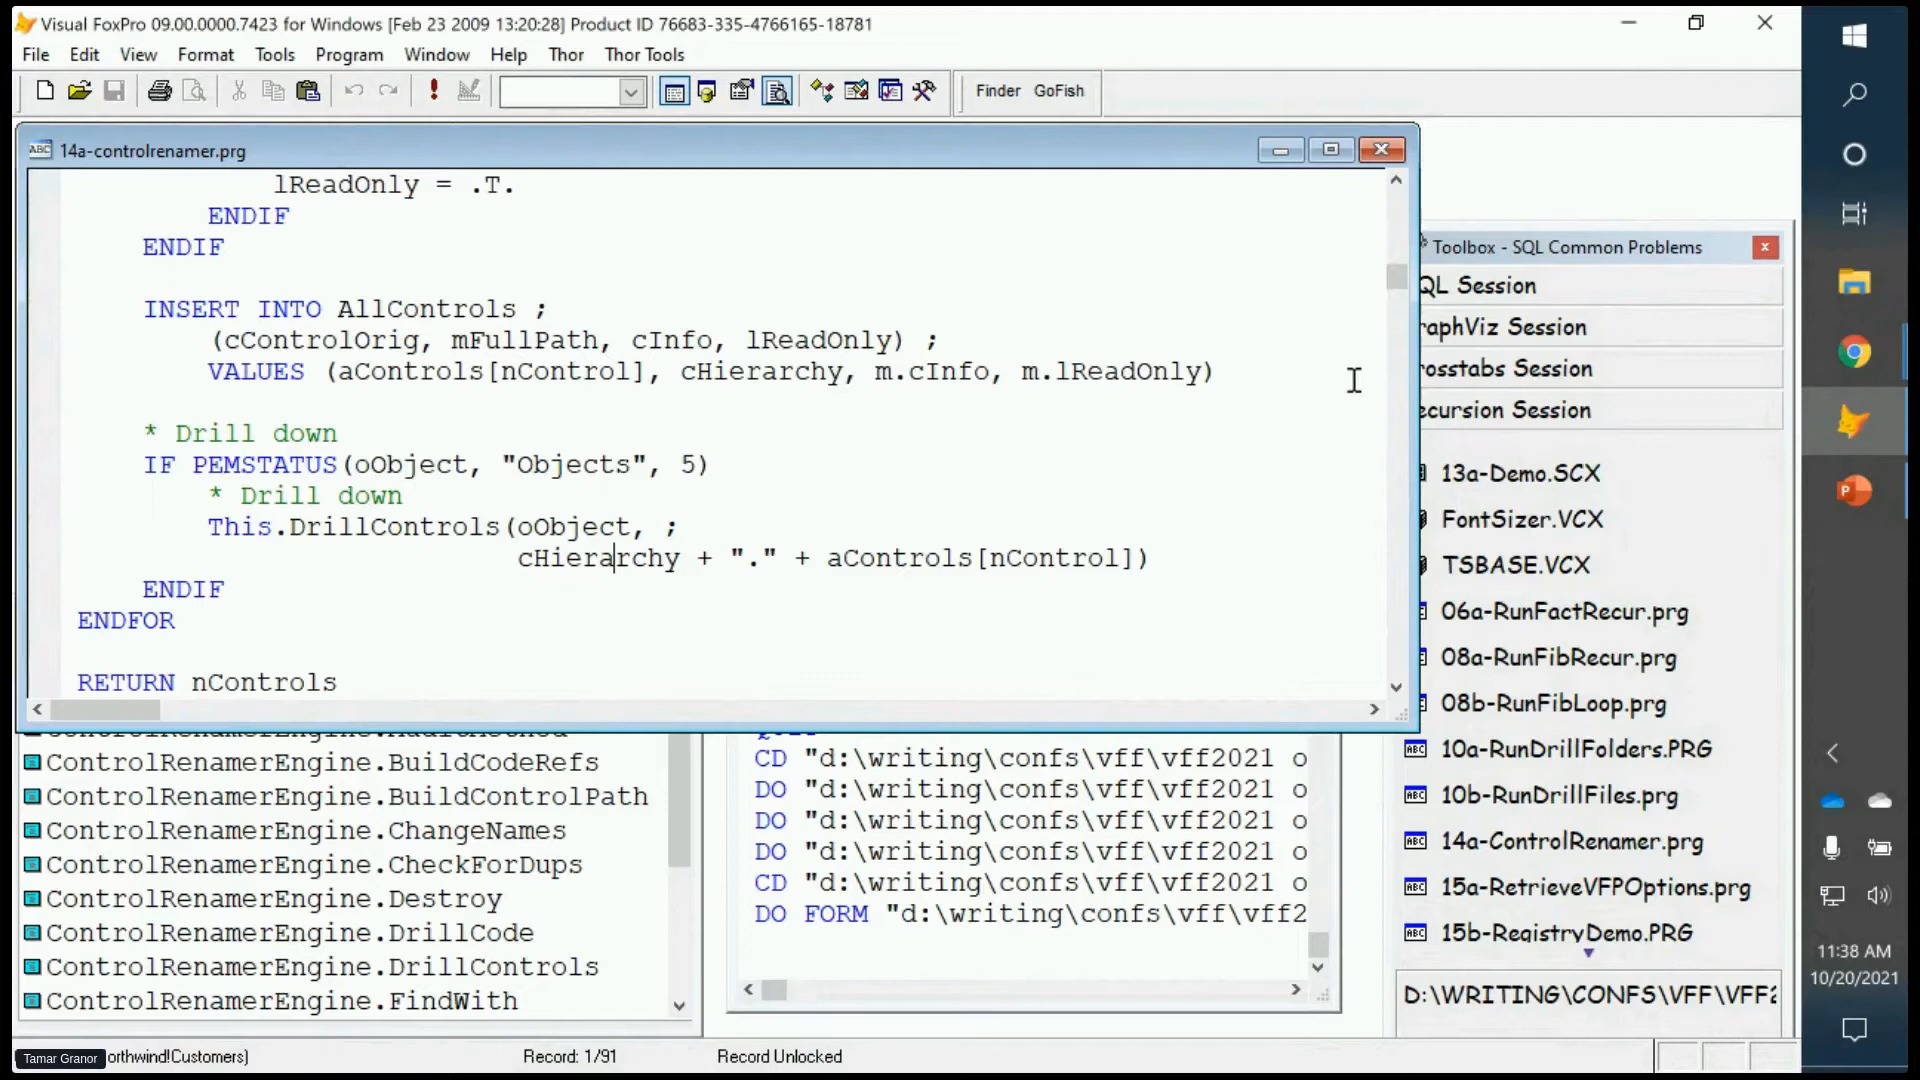 Visual FoxPro 09.00.0000.7423 for Windows [Feb 23 2009 13:20:28] Product ID 76683-335-4766165-18781
File Edit View Format Tools Program Window Help Thor Thor Tools
Finder GoFish
14a-controlrenamer.prg
lReadOnly = .T.
ENDIF
ENDIF
INSERT INTO AllControls ;
(cControlOrig, mFullPath, cInfo, lReadOnly) ;
VALUES (aControls[nControl], cHierarchy, m.cInfo, m.lReadOnly)
* Drill down
IF PEMSTATUS(oObject, "Objects", 5)
* Drill down
This.DrillControls(oObject, ;
cHierarchy + "." + aControls[nControl])
ENDIF
ENDFOR
RETURN nControls
ControlRenamerEngine.BuildCodeRefs
ControlRenamerEngine.BuildControlPath
ControlRenamerEngine.ChangeNames
ControlRenamerEngine.CheckForDups
ControlRenamerEngine.Destroy
ControlRenamerEngine.DrillCode
ControlRenamerEngine.DrillControls
ControlRenamerEngine.FindWith
CD "d:\writing\confs\vff\vff2021 o
DO "d:\writing\confs\vff\vff2021 o
DO "d:\writing\confs\vff\vff2021 o
DO "d:\writing\confs\vff\vff2021 o
CD "d:\writing\confs\vff\vff2021 o
DO FORM "d:\writing\confs\vff\vff2
Toolbox - SQL Common Problems
QL Session
raphViz Session
rosstabs Session
ecursion Session
13a-Demo.SCX
FontSizer.VCX
TSBASE.VCX
06a-RunFactRecur.prg
08a-RunFibRecur.prg
08b-RunFibLoop.prg
10a-RunDrillFolders.PRG
10b-RunDrillFiles.prg
14a-ControlRenamer.prg
15a-RetrieveVFPOptions.prg
15b-RegistryDemo.PRG
D:\WRITING\CONFS\VFF\VFF2
11:38 AM
10/20/2021
Tamar Granor orthwind!Customers) Record: 1/91 Record Unlocked